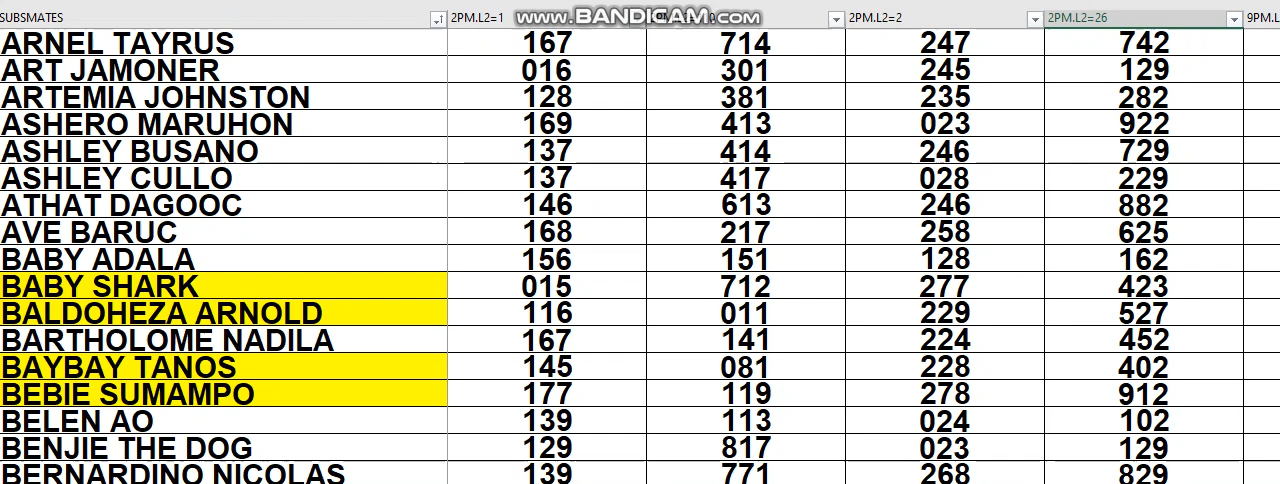 SUBSMATES 2PM.L2=1 www.BANDICAM.com 2PM.L2=2 2PM.L2=26 9PM.L
ARNEL TAYRUS 167 714 247 742
ART JAMONER 016 301 245 129
ARTEMIA JOHNSTON 128 381 235 282
ASHERO MARUHON 169 413 023 922
ASHLEY BUSANO 137 414 246 729
ASHLEY CULLO 137 417 028 229
ATHAT DAGOOC 146 613 246 882
AVE BARUC 168 217 258 625
BABY ADALA 156 151 128 162
BABY SHARK 015 712 277 423
BALDOHEZA ARNOLD 116 011 229 527
BARTHOLOME NADILA 167 141 224 452
BAYBAY TANOS 145 081 228 402
BEBIE SUMAMPO 177 119 278 912
BELEN AO 139 113 024 102
BENJIE THE DOG 129 817 023 129
BERNARDINO NICOLAS 139 771 268 829